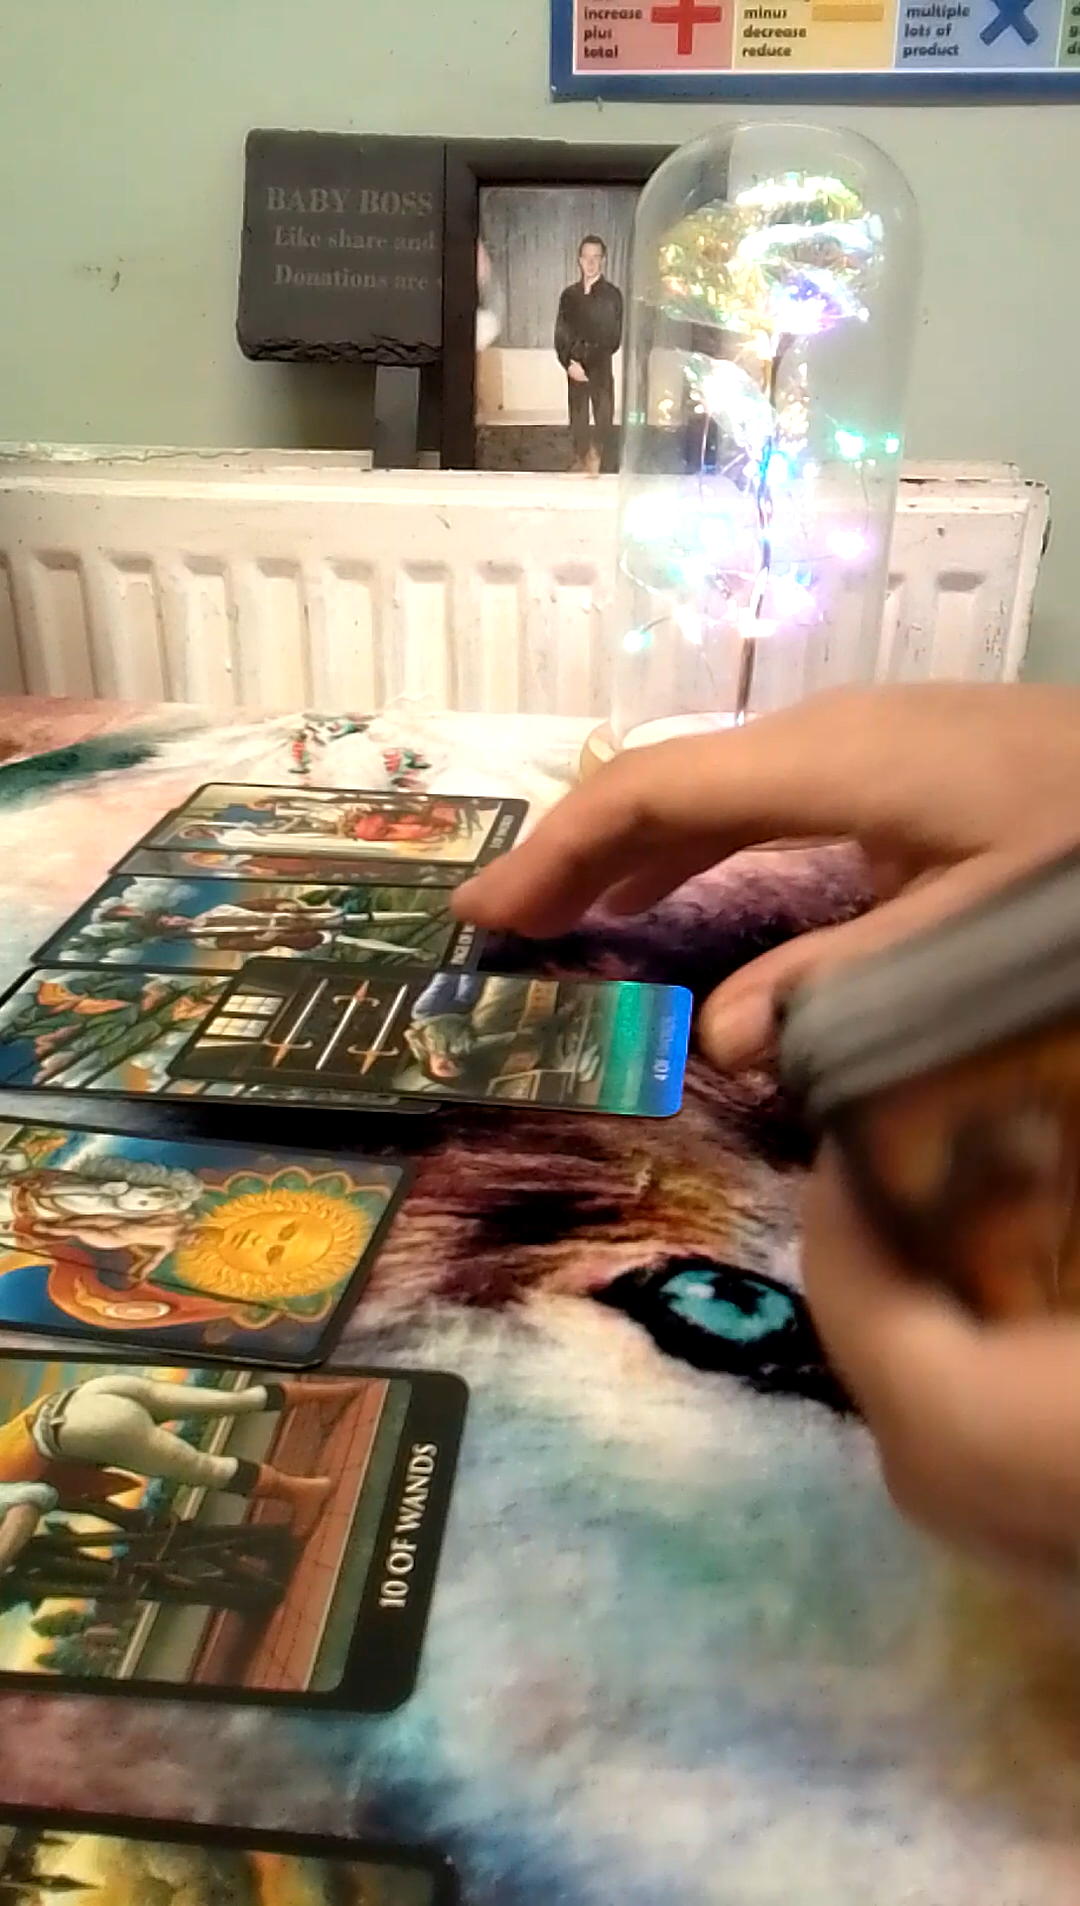 increase
plus
total
minus
decrease
reduce
multiple
lots of
product
BABY BOSS
Like share and
Donations are
10 OF WANDS